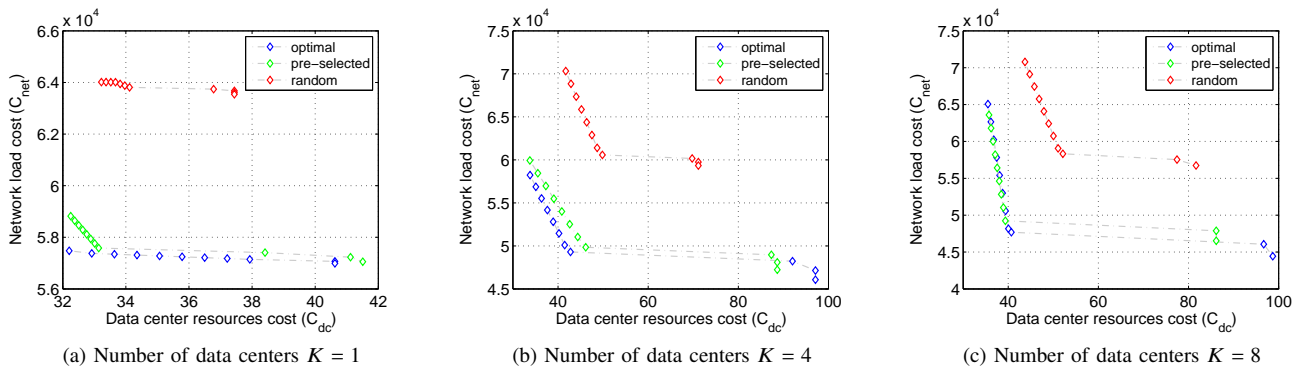 x 10⁴
6.6
6.4
6.2
6
5.8
5.6
32
34
36
38
40
42
Network load cost (C_net)
Data center resources cost (C_dc)
optimal
pre-selected
random
(a) Number of data centers K = 1
x 10⁴
7.5
7
6.5
6
5.5
5
4.5
4
40
60
80
100
Network load cost (C_net)
Data center resources cost (C_dc)
optimal
pre-selected
random
(b) Number of data centers K = 4
x 10⁴
8
7.5
7
6.5
6
5.5
5
4.5
4
40
60
80
100
Network load cost (C_net)
Data center resources cost (C_dc)
optimal
pre-selected
random
(c) Number of data centers K = 8